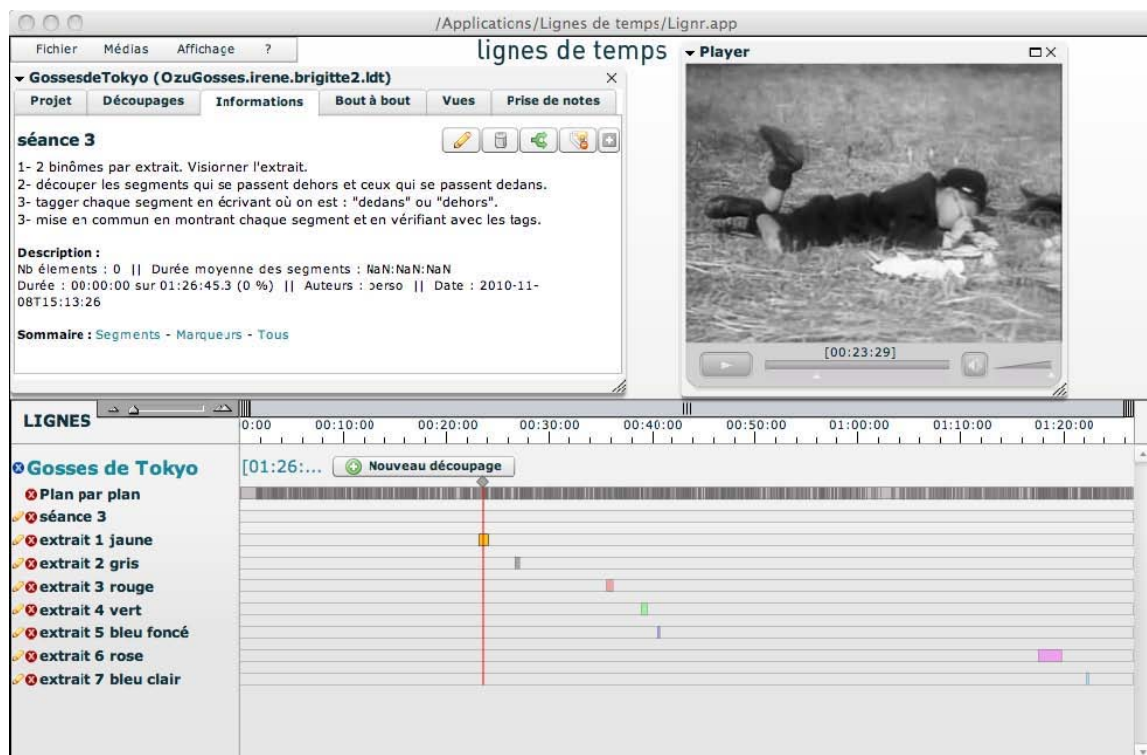 /Applications/Lignes de temps/Lignr.app
Fichier Médias Affichage ?
lignes de temps
GossesdeTokyo (OzuGosses.irene.brigitte2.ldt)
Projet Découpages Informations Bout à bout Vues Prise de notes
séance 3
1- 2 binômes par extrait. Visiorner l'extrait.
2- découper les segments qui se passent dehors et ceux qui se passent dedans.
3- tagger chaque segment en écrivant où on est : "dedans" ou "dehors".
3- mise en commun en montrant chaque segment et en vérifiant avec les tags.
Description :
Nb élements : 0 || Durée moyenne des segments : NaN:NaN:NaN
Durée : 00:00:00 sur 01:26:45.3 (0 %) || Auteurs : perso || Date : 2010-11-
08T15:13:26
Sommaire : Segments - Marqueurs - Tous
Player
[00:23:29]
LIGNES
0:00 00:10:00 00:20:00 00:30:00 00:40:00 00:50:00 01:00:00 01:10:00 01:20:00
Gosses de Tokyo [01:26:... Nouveau découpage
Plan par plan
séance 3
extrait 1 jaune
extrait 2 gris
extrait 3 rouge
extrait 4 vert
extrait 5 bleu foncé
extrait 6 rose
extrait 7 bleu clair